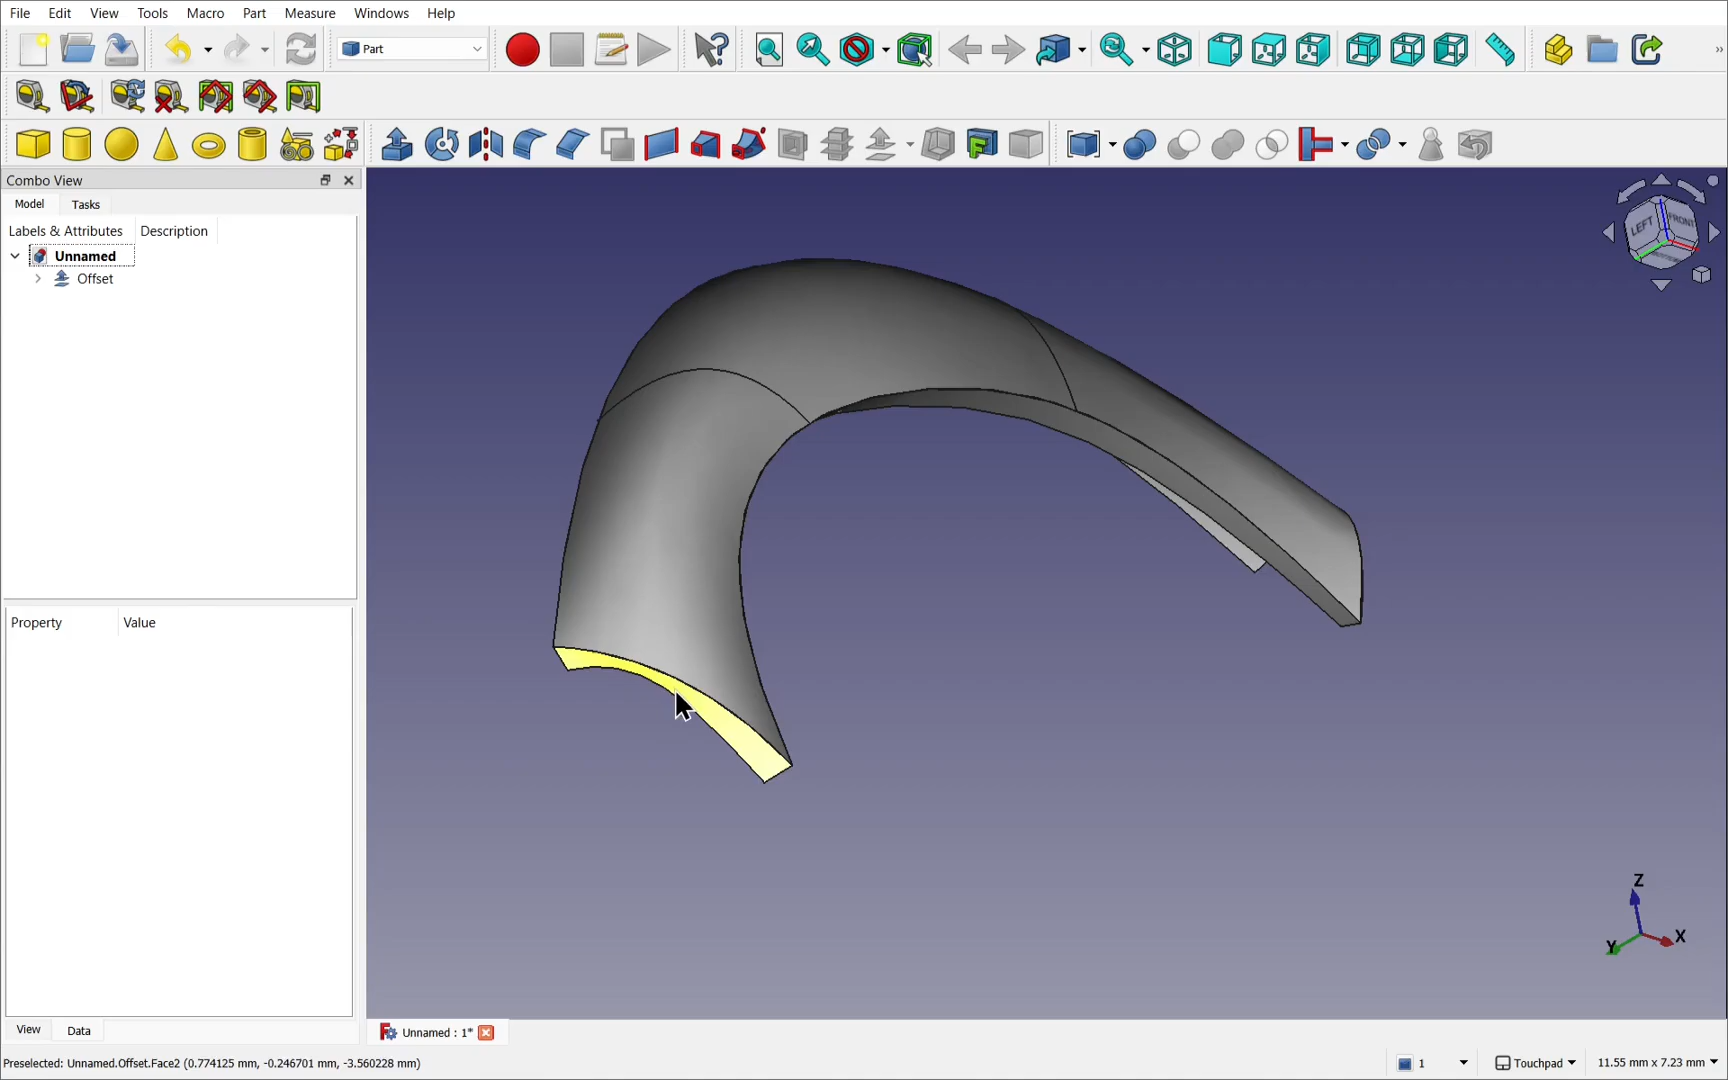 File Edit View Tools Macro Part Measure Windows Help
Part
Combo View
Model Tasks
Labels & Attributes Description
Unnamed
Offset
LEFT FRONT
Property Value
Z
Y X
View Data
Unnamed : 1*
Preselected: Unnamed.Offset.Face2 (0.774125 mm, -0.246701 mm, -3.560228 mm) 1 Touchpad 11.55 mm x 7.23 mm